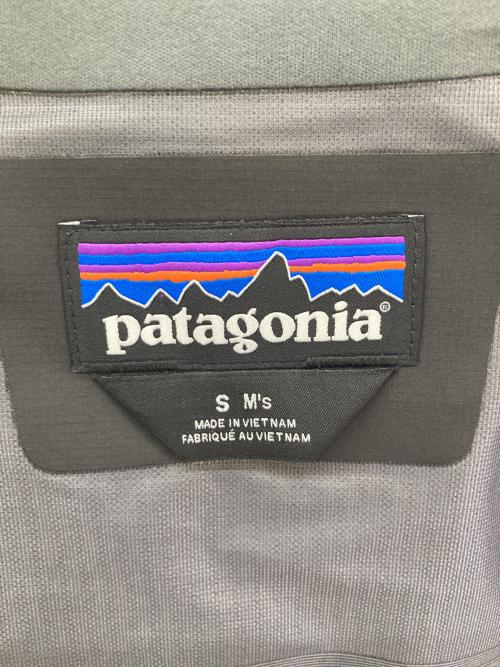 patagonia®
S M's
MADE IN VIETNAM
FABRIQUÉ AU VIETNAM